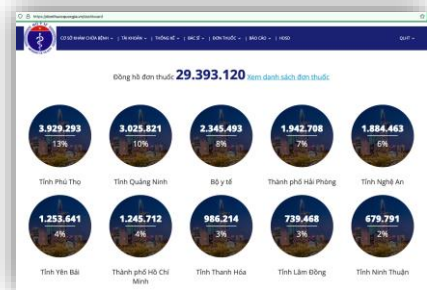 CƠ SỞ KHÁM CHỮA BỆNH | TÀI KHOẢN | THỐNG KÊ | BÁC SĨ | ĐƠN THUỐC | BÁO CÁO | HDSD QLHT
Đồng hồ đơn thuốc 29.393.120 Xem danh sách đơn thuốc
3.929.293 3.025.821 2.345.493 1.942.708 1.884.463
13% 10% 8% 7% 6%
Tỉnh Phú Thọ Tỉnh Quảng Ninh Bộ y tế Thành phố Hải Phòng Tỉnh Nghệ An
1.253.641 1.245.712 986.214 739.468 679.791
4% 4% 3% 3% 2%
Tỉnh Yên Bái Thành phố Hồ Chí Tỉnh Thanh Hóa Tỉnh Lâm Đồng Tỉnh Ninh Thuận
Minh